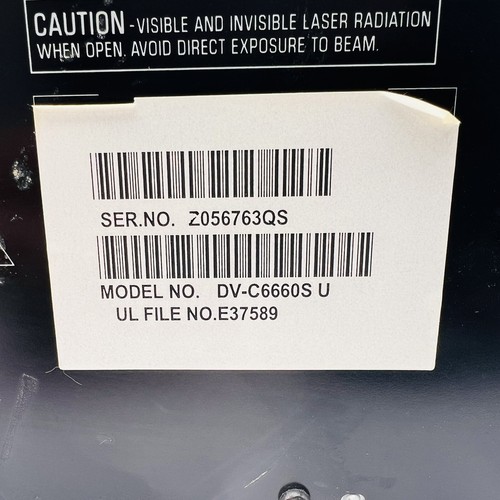 CAUTION - VISIBLE AND INVISIBLE LASER RADIATION
WHEN OPEN. AVOID DIRECT EXPOSURE TO BEAM.
SER.NO. Z056763QS
MODEL NO. DV-C6660S U
UL FILE NO.E37589